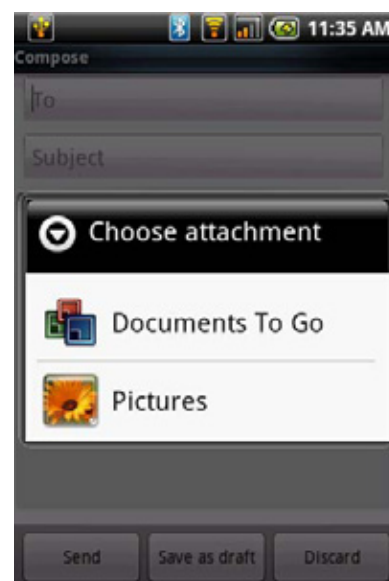 11:35 AM
Compose
To
Subject
Choose attachment
Documents To Go
Pictures
Send Save as draft Discard